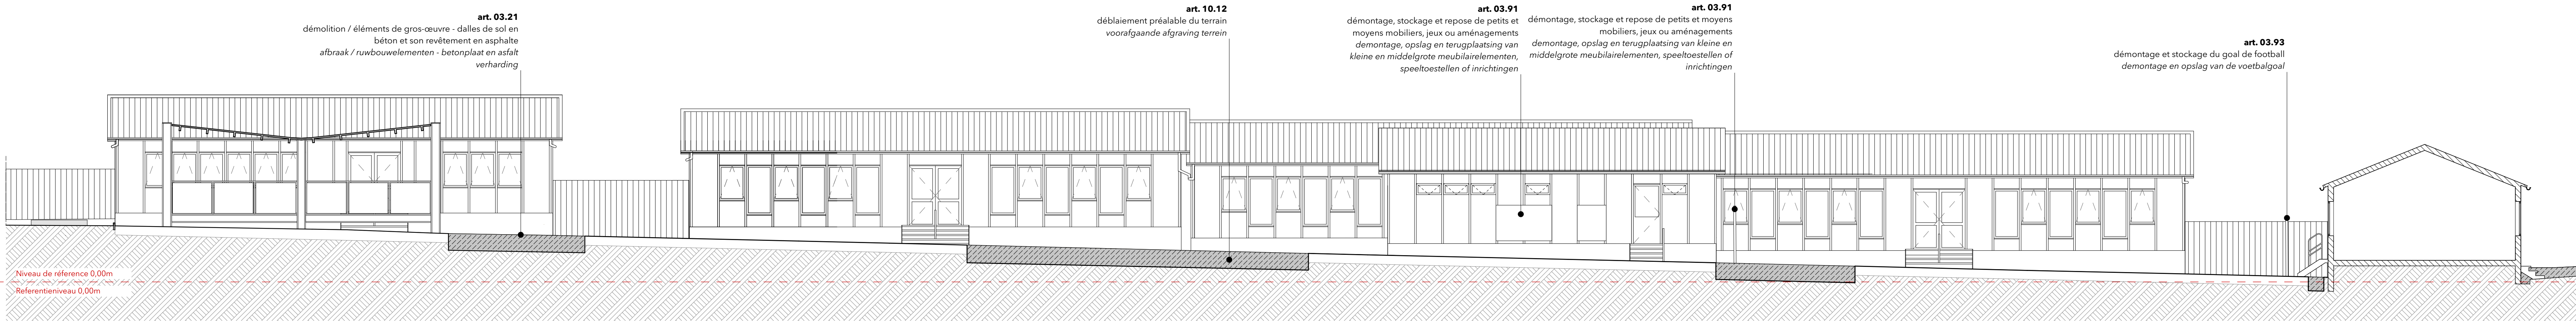 art. 03.21
démolition / éléments de gros-œuvre - dalles de sol en
béton et son revêtement en asphalte
afbraak / ruwbouwelementen - betonplaat en asfalt
verharding
art. 10.12
déblaiement préalable du terrain
voorafgaande afgraving terrein
art. 03.91
démontage, stockage et repose de petits et
moyens mobiliers, jeux ou aménagements
demontage, opslag en terugplaatsing van
kleine en middelgrote meubilairelementen,
speeltoestellen of inrichtingen
art. 03.91
démontage, stockage et repose de petits et moyens
mobiliers, jeux ou aménagements
demontage, opslag en terugplaatsing van kleine en
middelgrote meubilairelementen, speeltoestellen of
inrichtingen
art. 03.93
démontage et stockage du goal de football
demontage en opslag van de voetbalgoal
Niveau de réference 0,00m
Referentieniveau 0,00m